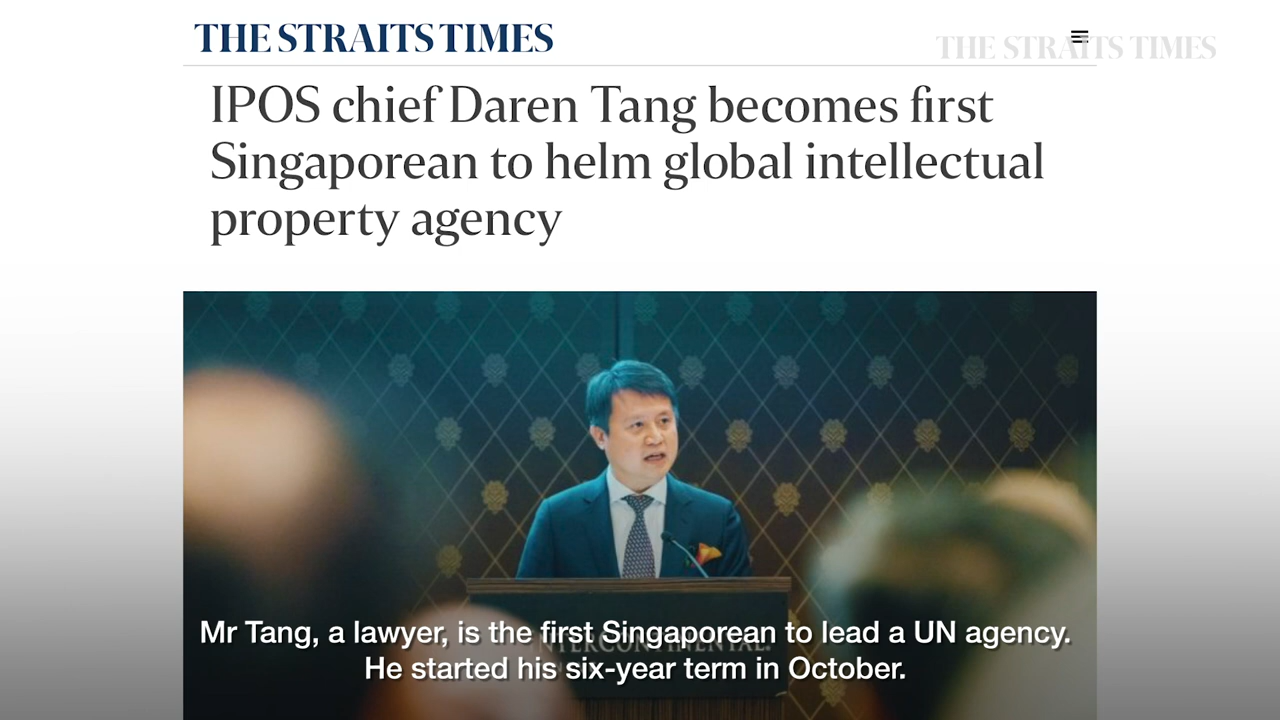 THE STRAITS TIMES
THE STRAITS TIMES
IPOS chief Daren Tang becomes first
Singaporean to helm global intellectual
property agency
Mr Tang, a lawyer, is the first Singaporean to lead a UN agency.
INTERCONTINENTAL.
He started his six-year term in October.